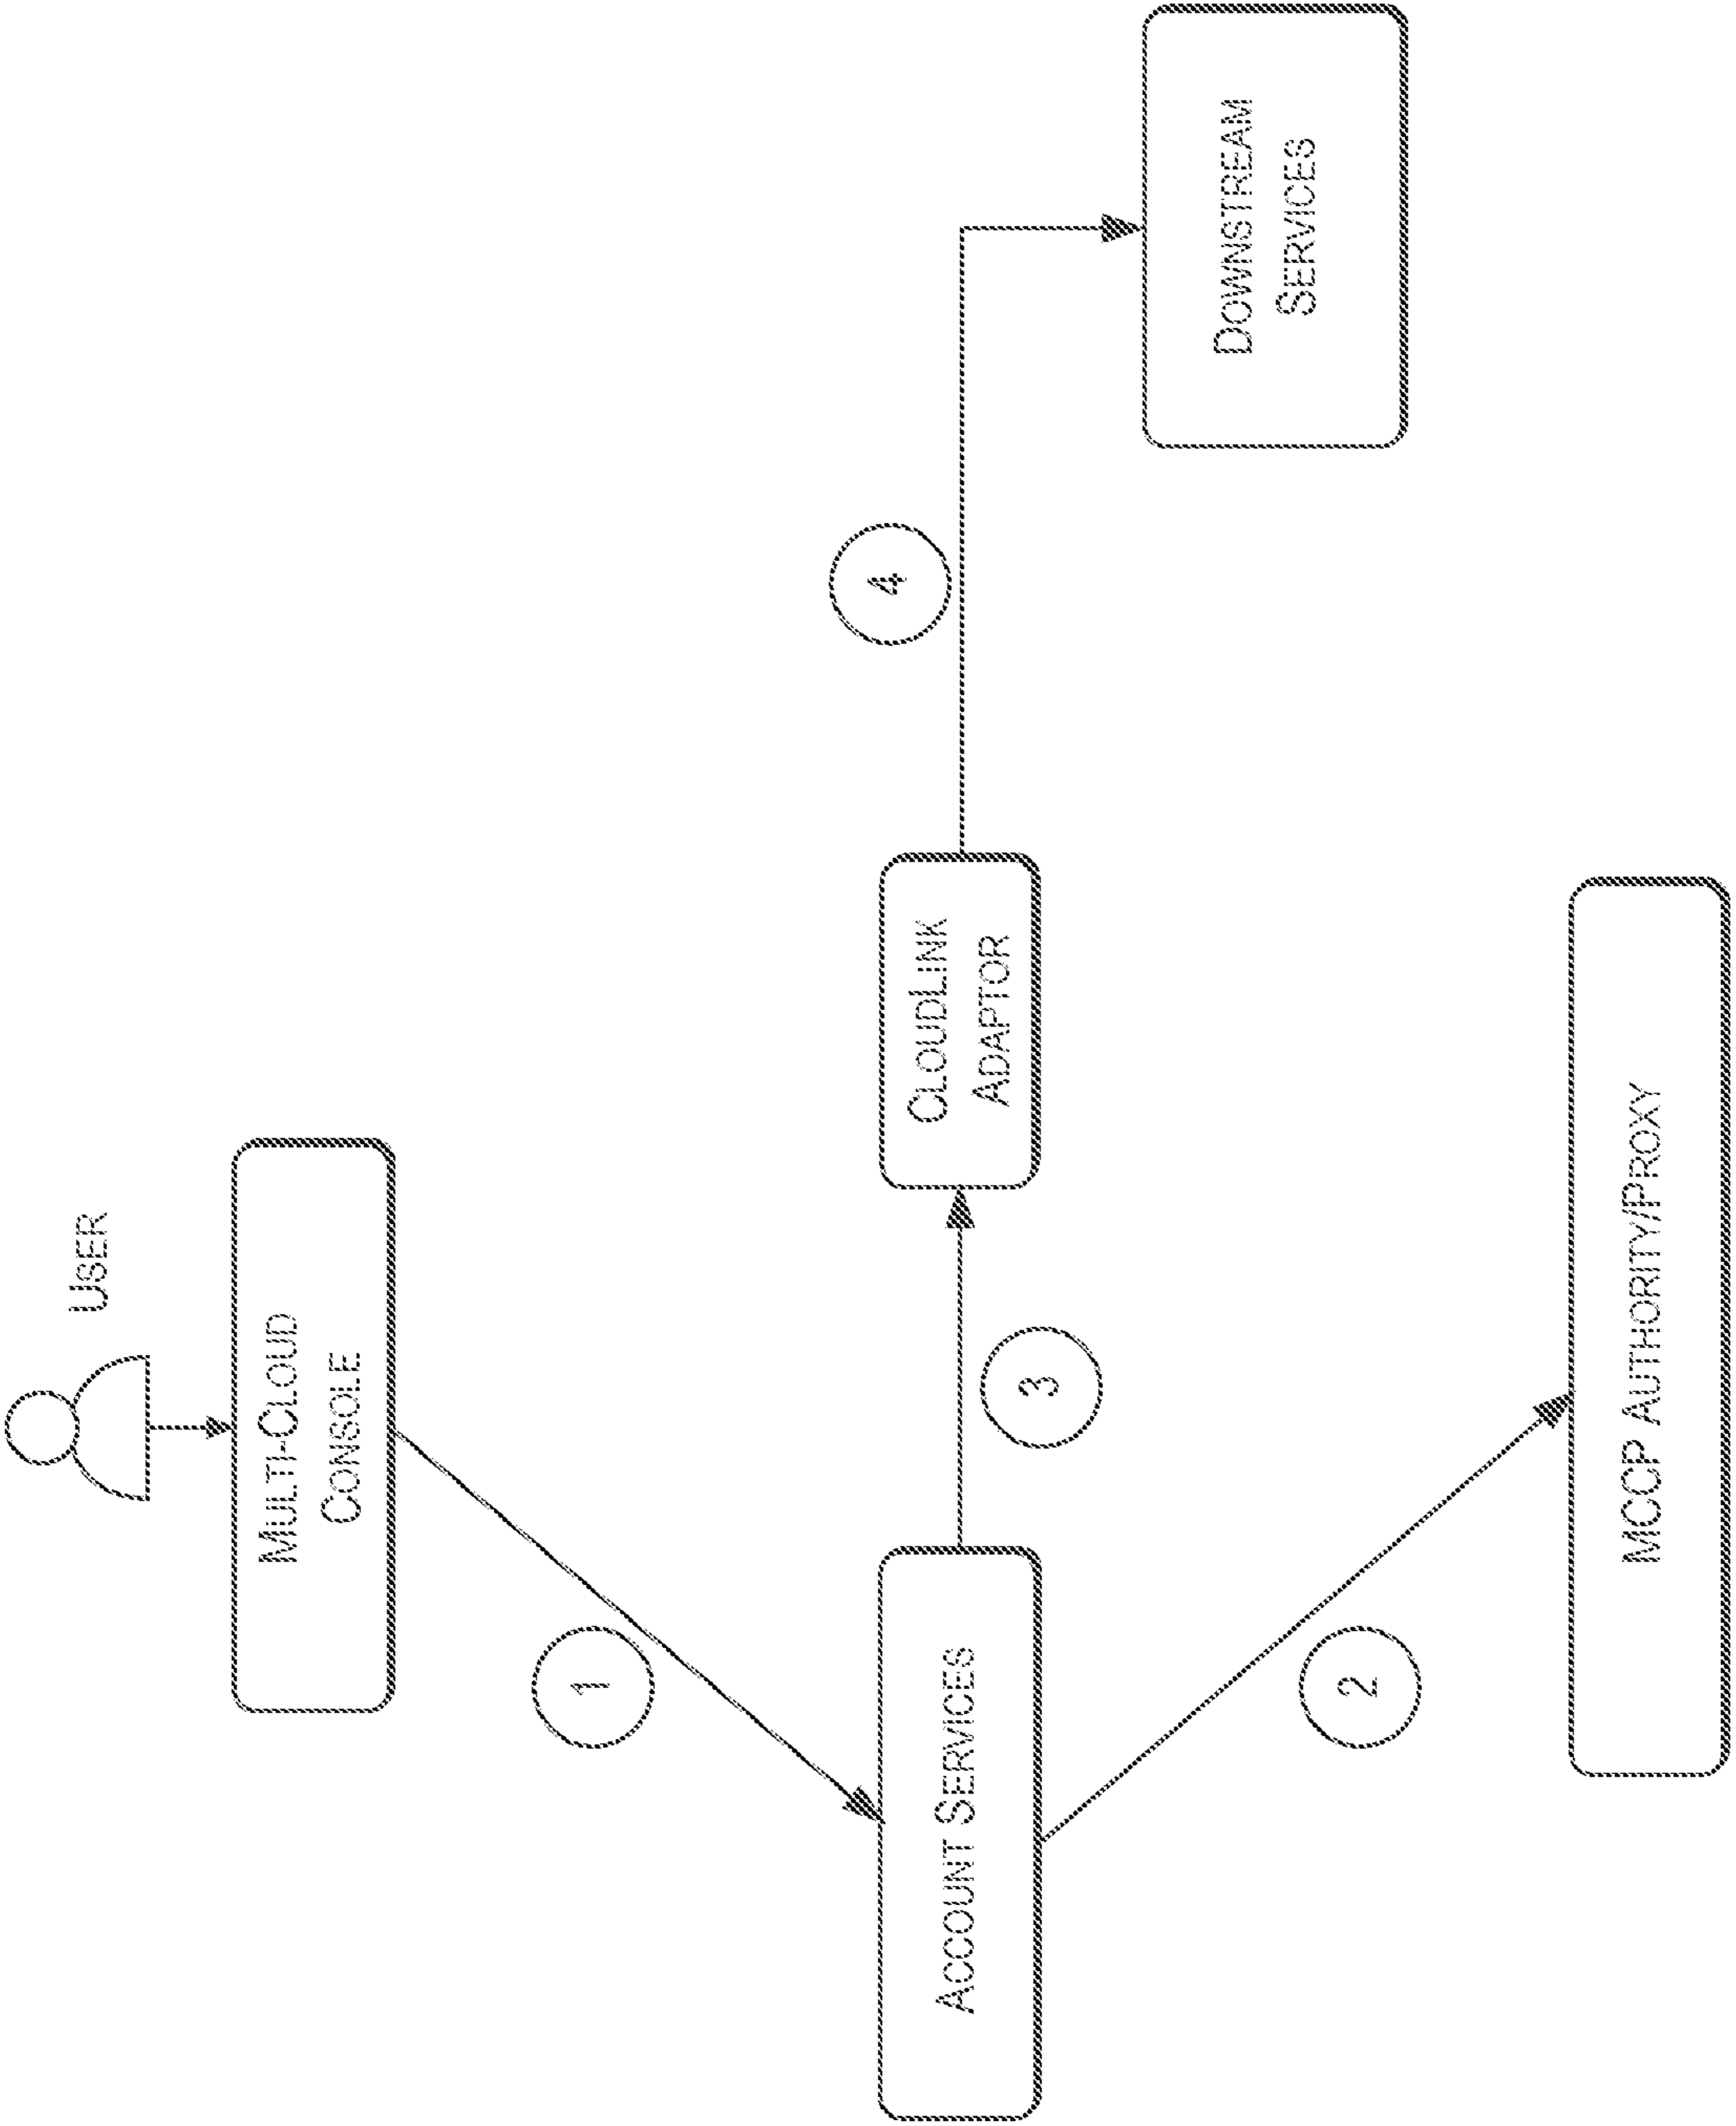 USER
MULTI-CLOUD
CONSOLE
1
ACCOUNT SERVICES
3
CLOUDLINK
ADAPTOR
4
DOWNSTREAM
SERVICES
2
MCCP AUTHORITY/PROXY